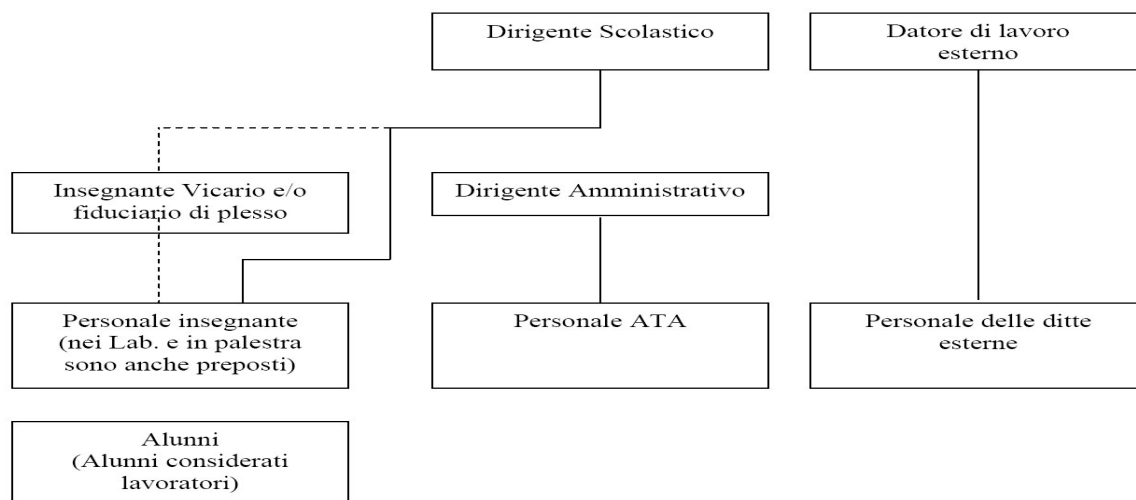 Dirigente Scolastico
Datore di lavoro
esterno
Insegnante Vicario e/o
fiduciario di plesso
Dirigente Amministrativo
Personale insegnante
(nei Lab. e in palestra
sono anche preposti)
Personale ATA
Personale delle ditte
esterne
Alunni
(Alunni considerati
lavoratori)